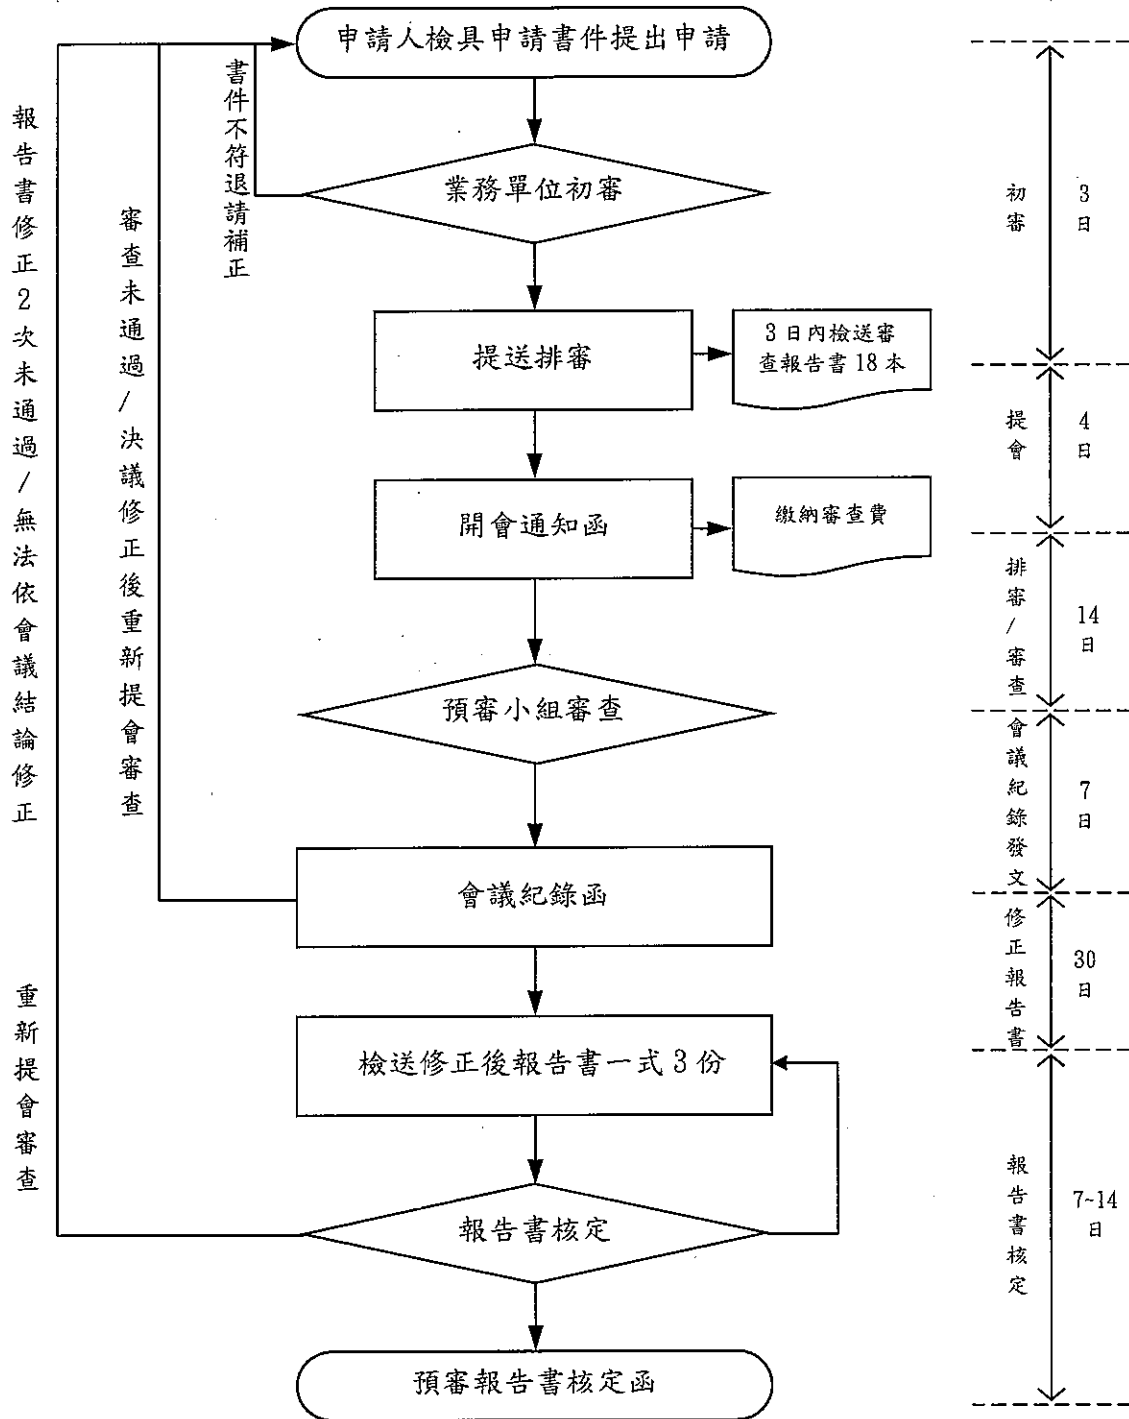 申請人檢具申請書件提出申請
書件不符退請補正
業務單位初審
提送排審
3 日內檢送審
查報告書 18 本
開會通知函
繳納審查費
預審小組審查
會議紀錄函
審查未通過/決議修正後重新提會審查
檢送修正後報告書一式 3 份
報告書核定
報告書修正2次未通過/無法依會議結論修正
重新提會審查
預審報告書核定函
初審
3
日
提會
4
日
排審/審查
14
日
會議紀錄發文
7
日
修正報告書
30
日
報告書核定
7~14
日